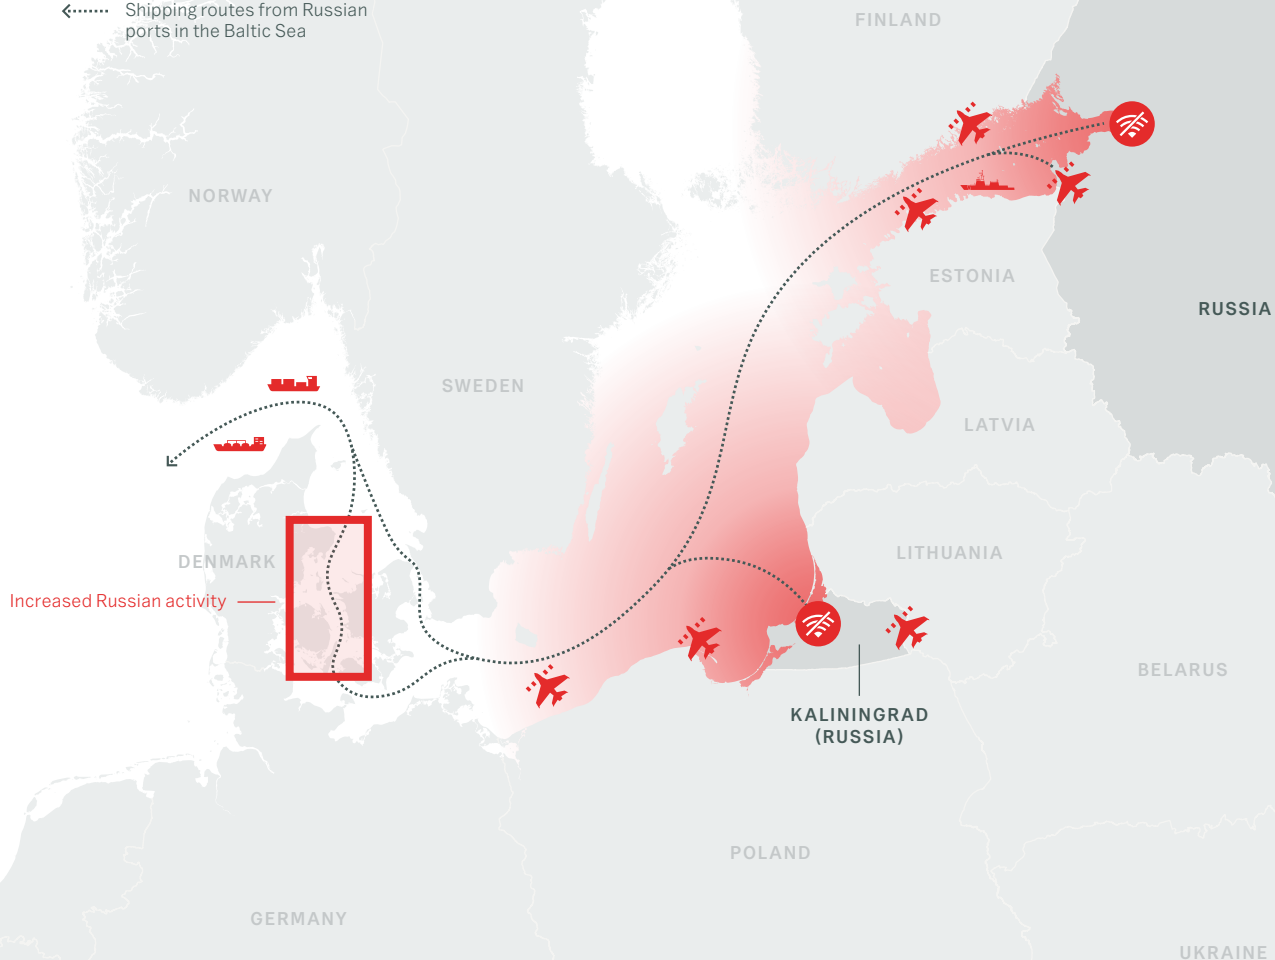 Shipping routes from Russian
ports in the Baltic Sea
FINLAND
NORWAY
ESTONIA
RUSSIA
SWEDEN
LATVIA
LITHUANIA
DENMARK
Increased Russian activity
BELARUS
KALININGRAD
(RUSSIA)
POLAND
GERMANY
UKRAINE